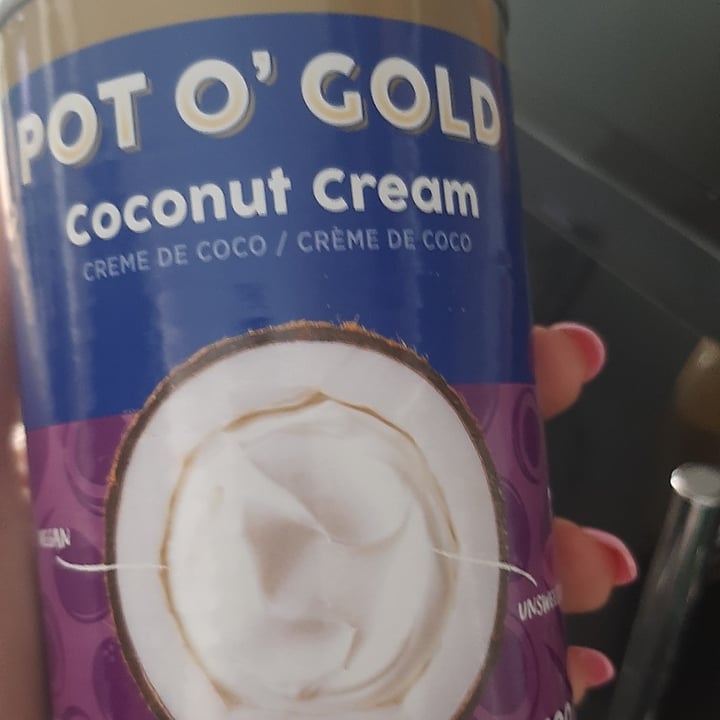 POT O' GOLD
Coconut Cream
CREME DE COCO / CRÈME DE COCO